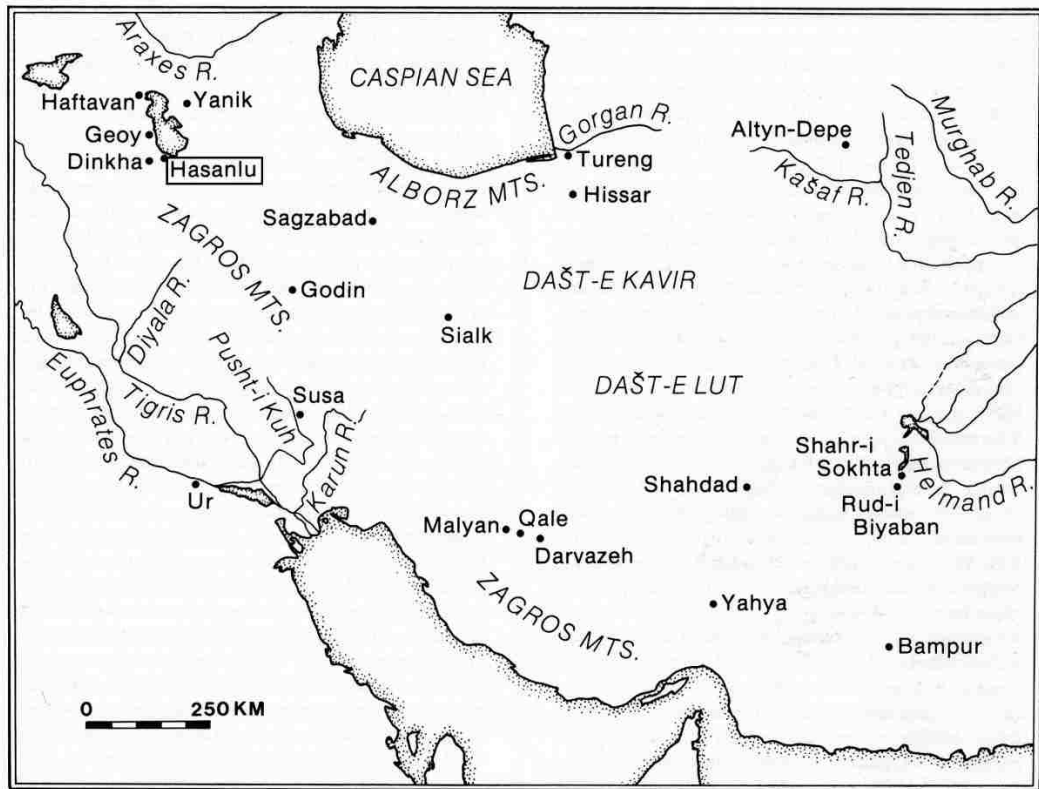 Araxes R.
CASPIAN SEA
Haftavan
Yanik
Geoy
Dinkha
Hasanlu
Gorgan R.
Tureng
ALBORZ MTS.
Hissar
Altyn-Depe
Kašaf R.
Tedjen R.
Murghab R.
Sagzabad
ZAGROS MTS.
Godin
DAŠT-E KAVIR
Sialk
Diyala R.
Pusht-i Kuh
Susa
Tigris R.
Euphrates R.
Karun R.
Ur
DAŠT-E LUT
Shahr-i
Sokhta
Shahdad
Rud-i
Biyaban
Helmand R.
Malyan
Qale
Darvazeh
ZAGROS MTS.
Yahya
Bampur
0 250 KM